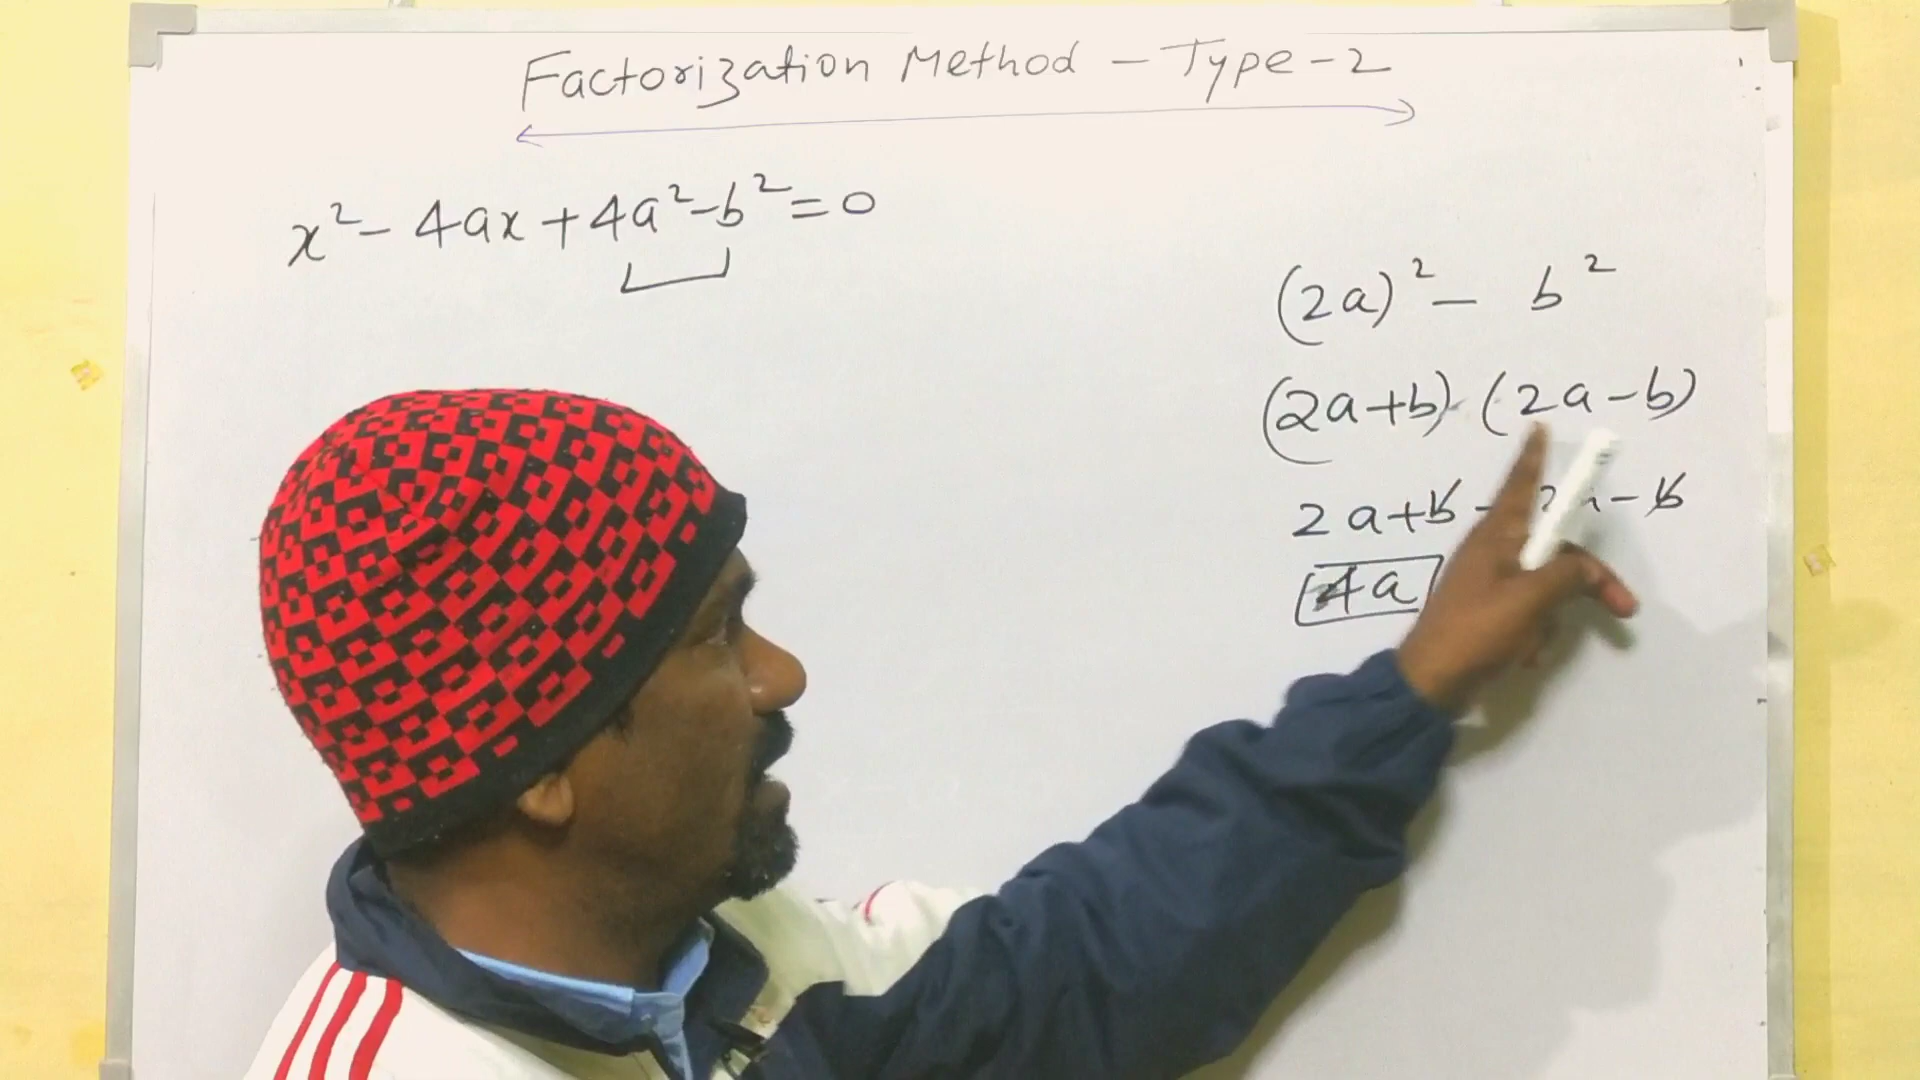 Factorization Method - Type-2
x² - 4ax + 4a² - b² = 0
(2a)² - b²
(2a+b) (2a-b)
2a+b - b
4a